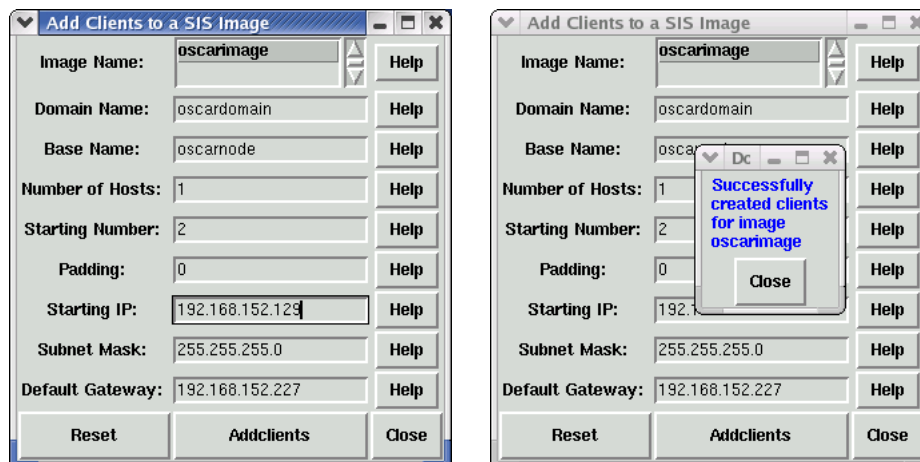 Add Clients to a SIS Image
Image Name: oscarimage Help
Domain Name: oscardomain Help
Base Name: oscarnode Help
Number of Hosts: 1 Help
Starting Number: 2 Help
Padding: 0 Help
Starting IP: 192.168.152.129 Help
Subnet Mask: 255.255.255.0 Help
Default Gateway: 192.168.152.227 Help
Reset Addclients Close
Add Clients to a SIS Image
Image Name: oscarimage Help
Domain Name: oscardomain Help
Base Name: Help
Number of Hosts: 1 Help
Starting Number: 2 Help
Padding: 0 Help
Starting IP: 192. Help
Subnet Mask: 255.255.255.0 Help
Default Gateway: 192.168.152.227 Help
Reset Addclients Close
Successfully
created clients
for image
oscarimage
Close